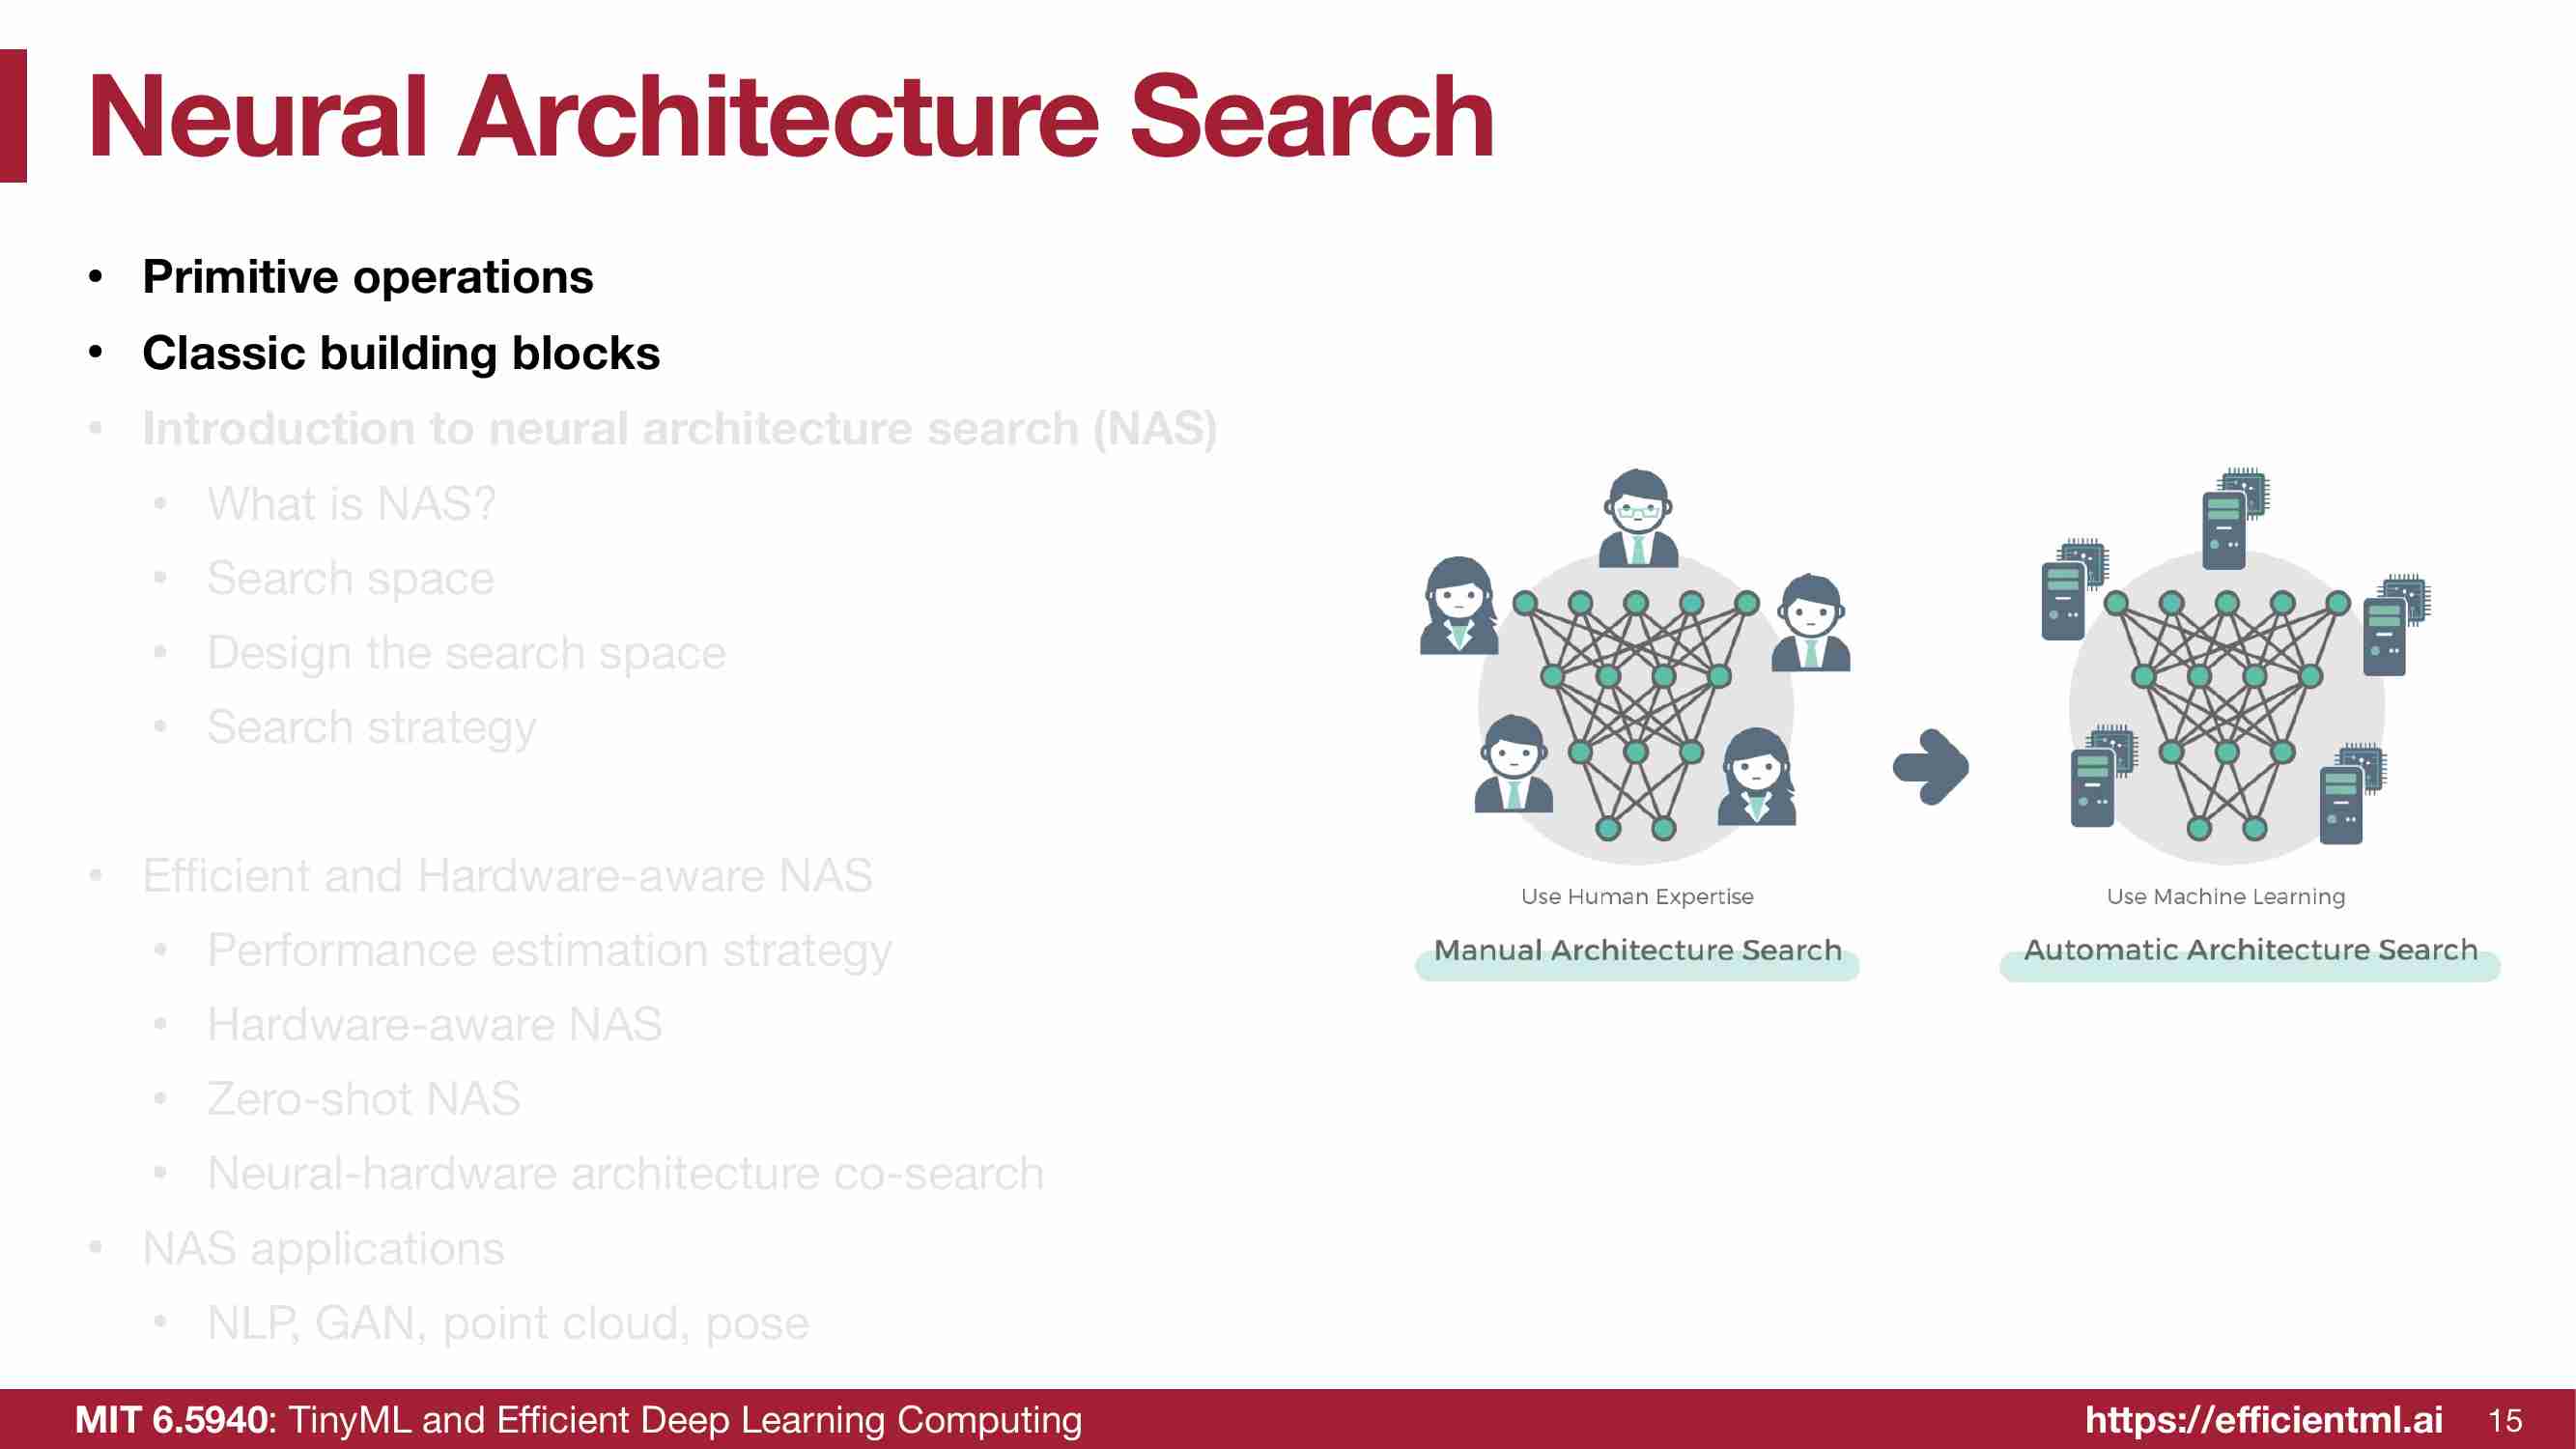 Neural Architecture Search
• Primitive operations
• Classic building blocks
• Introduction to neural architecture search (NAS)
• What is NAS?
• Search space
• Design the search space
• Search strategy
• Efficient and Hardware-aware NAS
• Performance estimation strategy
• Hardware-aware NAS
• Zero-shot NAS
• Neural-hardware architecture co-search
• NAS applications
• NLP, GAN, point cloud, pose
Use Human Expertise
Manual Architecture Search
Use Machine Learning
Automatic Architecture Search
MIT 6.5940: TinyML and Efficient Deep Learning Computing
https://efficientml.ai
15